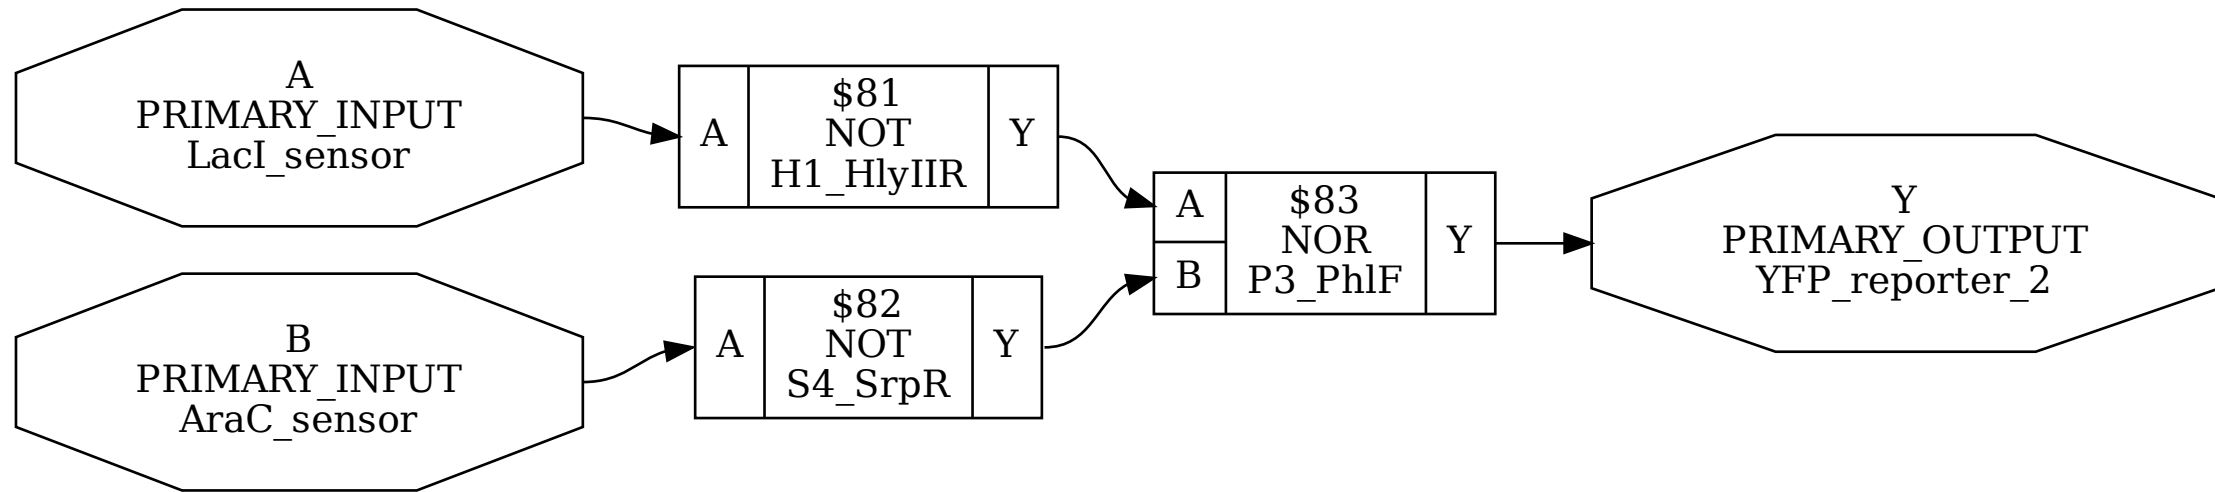 A
PRIMARY_INPUT
LacI_sensor
A
$81
NOT
H1_HlyIIR
Y
B
PRIMARY_INPUT
AraC_sensor
A
$82
NOT
S4_SrpR
Y
A
B
$83
NOR
P3_PhlF
Y
Y
PRIMARY_OUTPUT
YFP_reporter_2